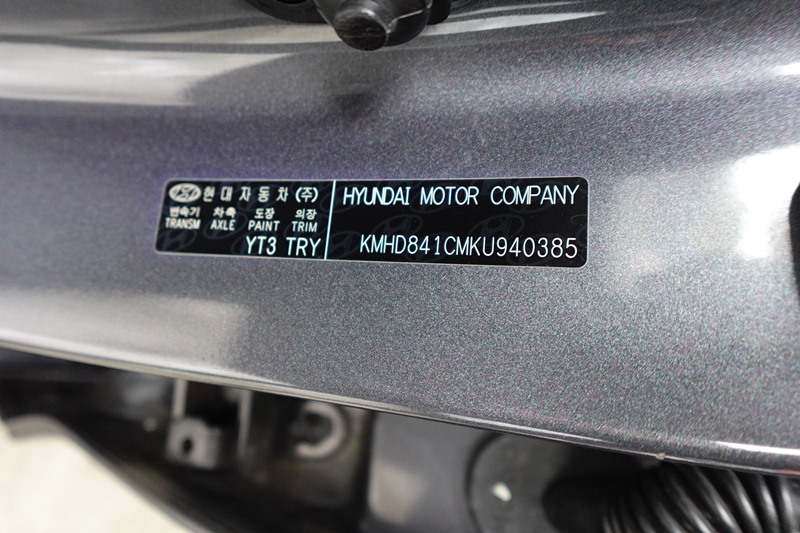 현대자동차(주)
변속기 차축 도장 의장
TRANSM AXLE PAINT TRIM
YT3 TRY
HYUNDAI MOTOR COMPANY
KMHD841CMKU940385